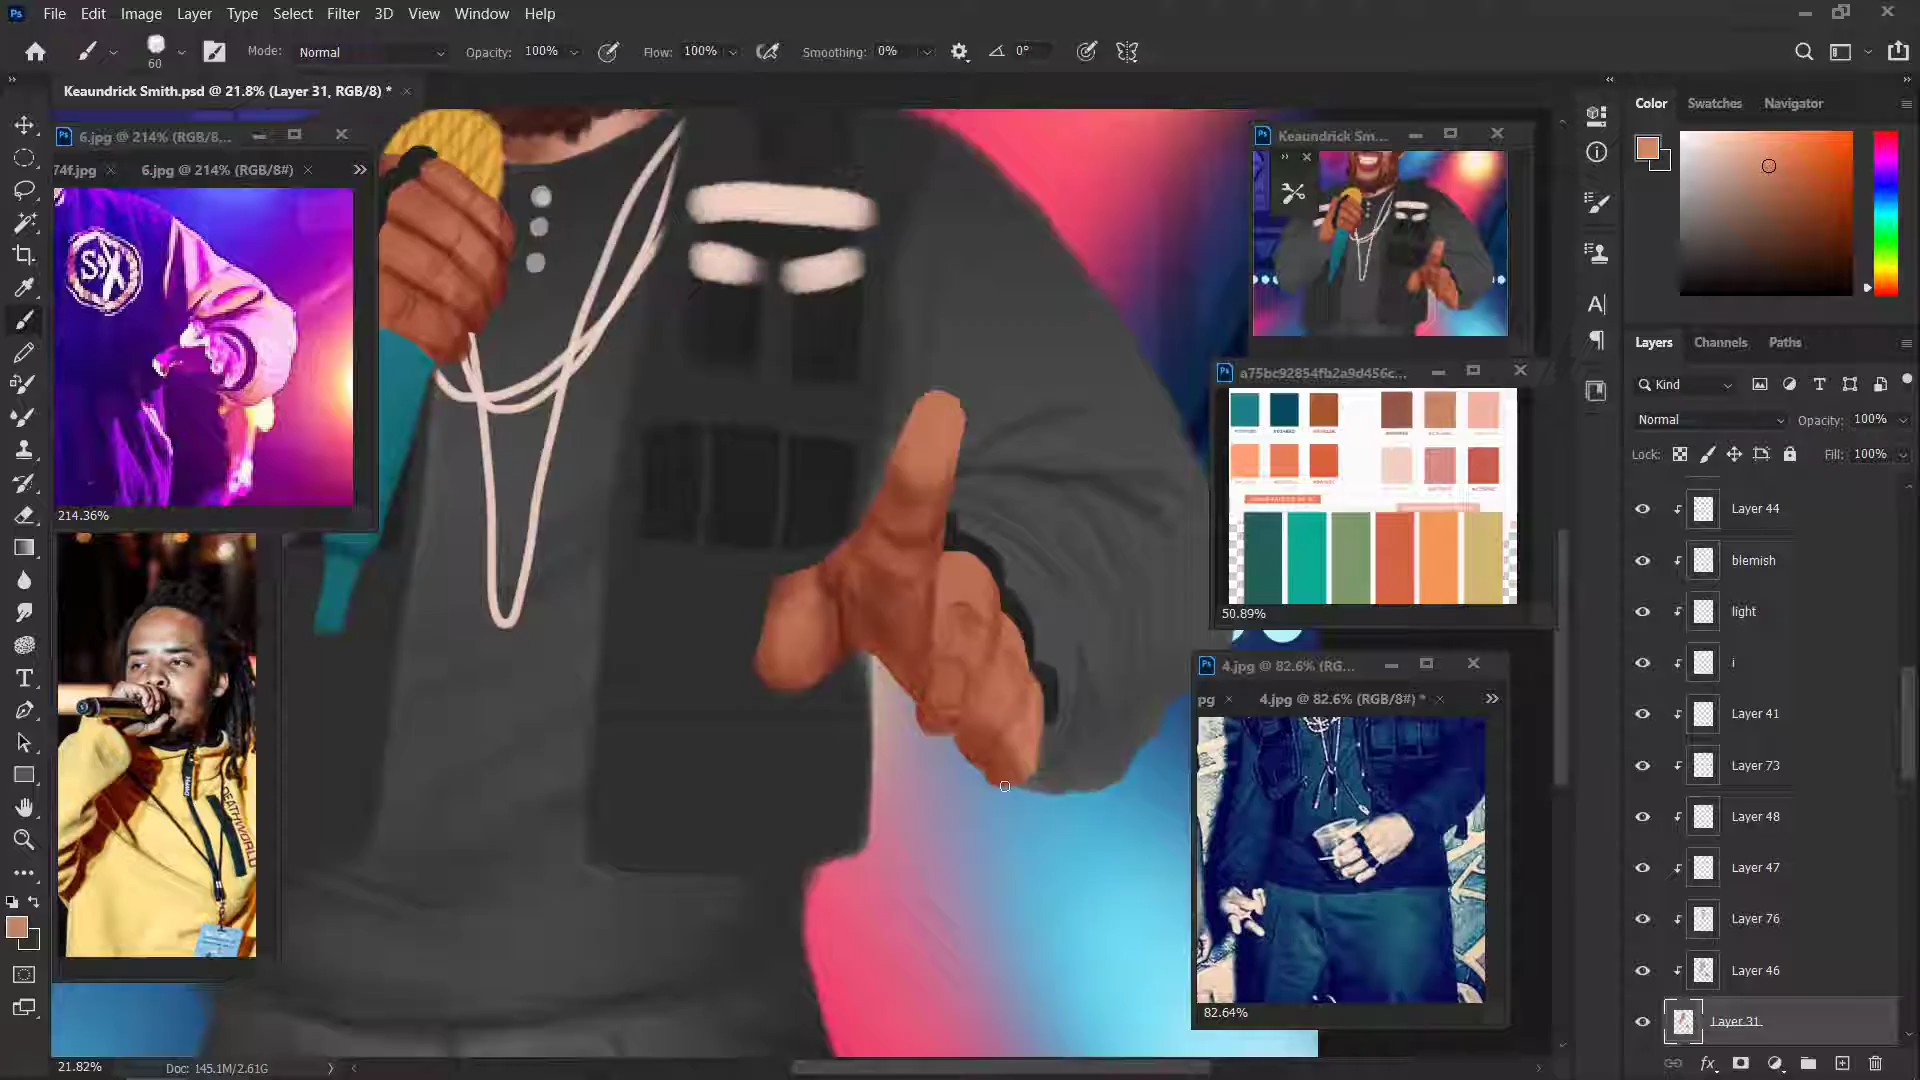 Ps File Edit Image Layer Type Select Filter 3D View Window Help
60 Mode: Normal Opacity: 100% Flow: 100% Smoothing: 0% 0°
Keaundrick Smith.psd @ 21.8% (Layer 31, RGB/8) *
6.jpg @ 214% (RGB/8...
74f.jpg 6.jpg @ 214% (RGB/8#)
SX
214.36%
DEATHWORLD
Keaundrick Sm...
a75bc92854fb2a9d456c...
50.89%
4.jpg @ 82.6% (RG...
pg 4.jpg @ 82.6% (RGB/8#) *
82.64%
Color Swatches Navigator
Layers Channels Paths
Kind
Normal Opacity: 100%
Lock: Fill: 100%
Layer 44
blemish
light
i
Layer 41
Layer 73
Layer 48
Layer 47
Layer 76
Layer 46
Layer 31
fx
21.82% Doc: 145.1M/2.61G